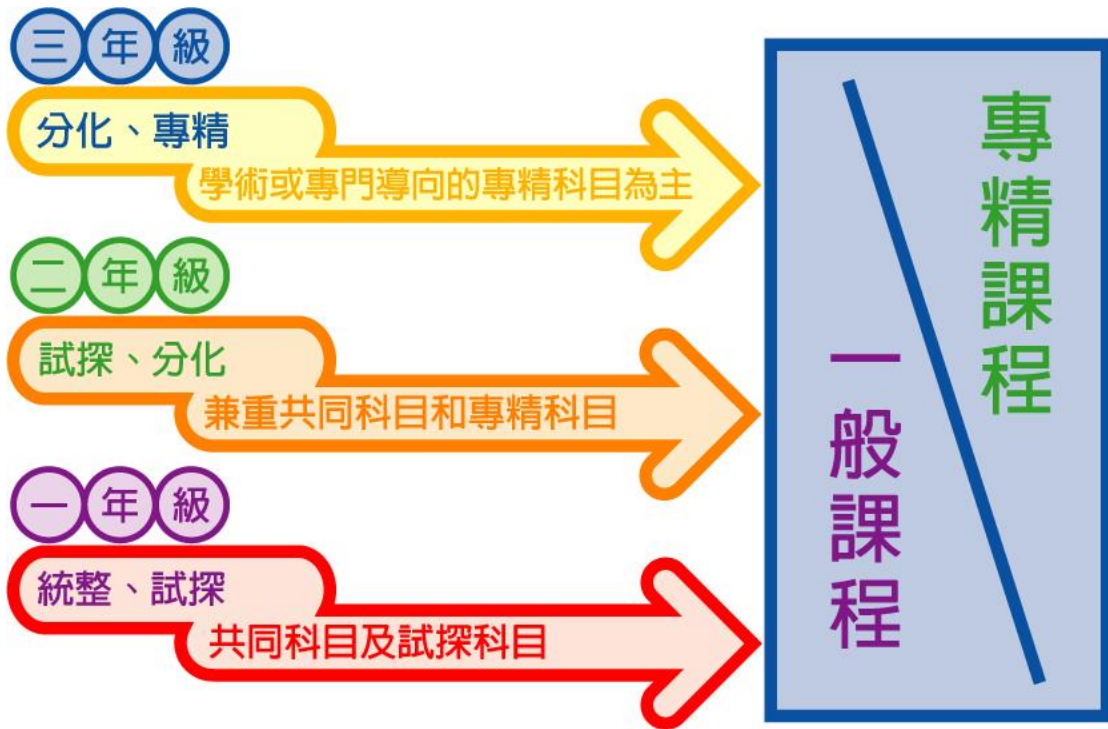 三年級
分化、專精
學術或專門導向的專精科目為主
二年級
試探、分化
兼重共同科目和專精科目
一年級
統整、試探
共同科目及試探科目
專精課程
一般課程